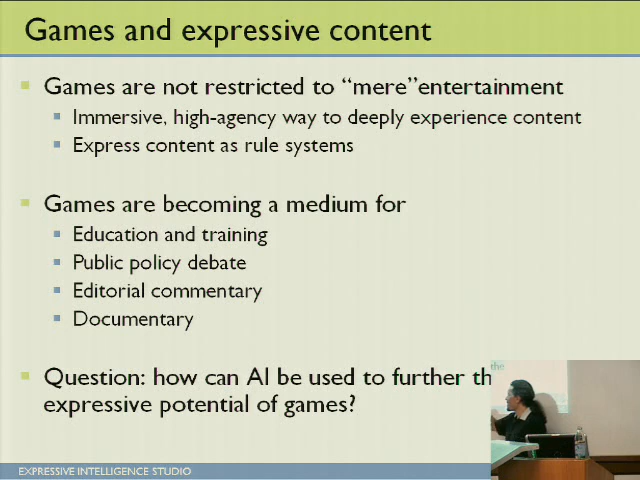 Games and expressive content
Games are not restricted to “mere”entertainment
Immersive, high-agency way to deeply experience content
Express content as rule systems
Games are becoming a medium for
Education and training
Public policy debate
Editorial commentary
Documentary
Question: how can AI be used to further th
expressive potential of games?
the
EXPRESSIVE INTELLIGENCE STUDIO